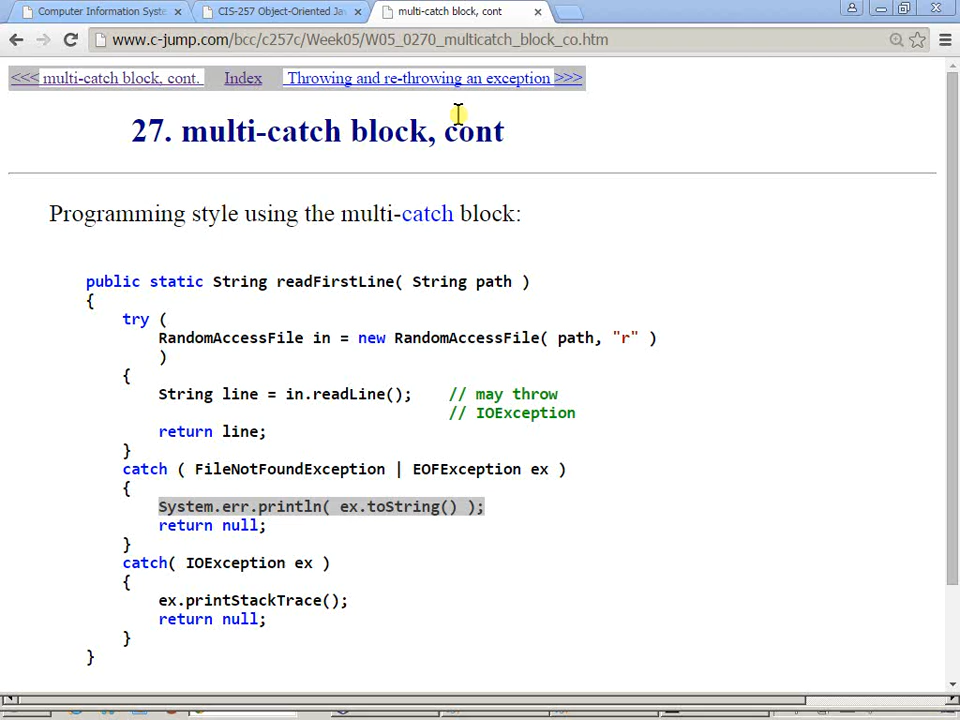 Computer Information Syste
CIS-257 Object-Oriented Jav
multi-catch block, cont
www.c-jump.com/bcc/c257c/Week05/W05_0270_multicatch_block_co.htm
<<< multi-catch block, cont. Index Throwing and re-throwing an exception >>>
27. multi-catch block, cont
Programming style using the multi-catch block:
public static String readFirstLine( String path )
{
try (
RandomAccessFile in = new RandomAccessFile( path, "r" )
)
{
String line = in.readLine(); // may throw
// IOException
return line;
}
catch ( FileNotFoundException | EOFException ex )
{
System.err.println( ex.toString() );
return null;
}
catch( IOException ex )
{
ex.printStackTrace();
return null;
}
}